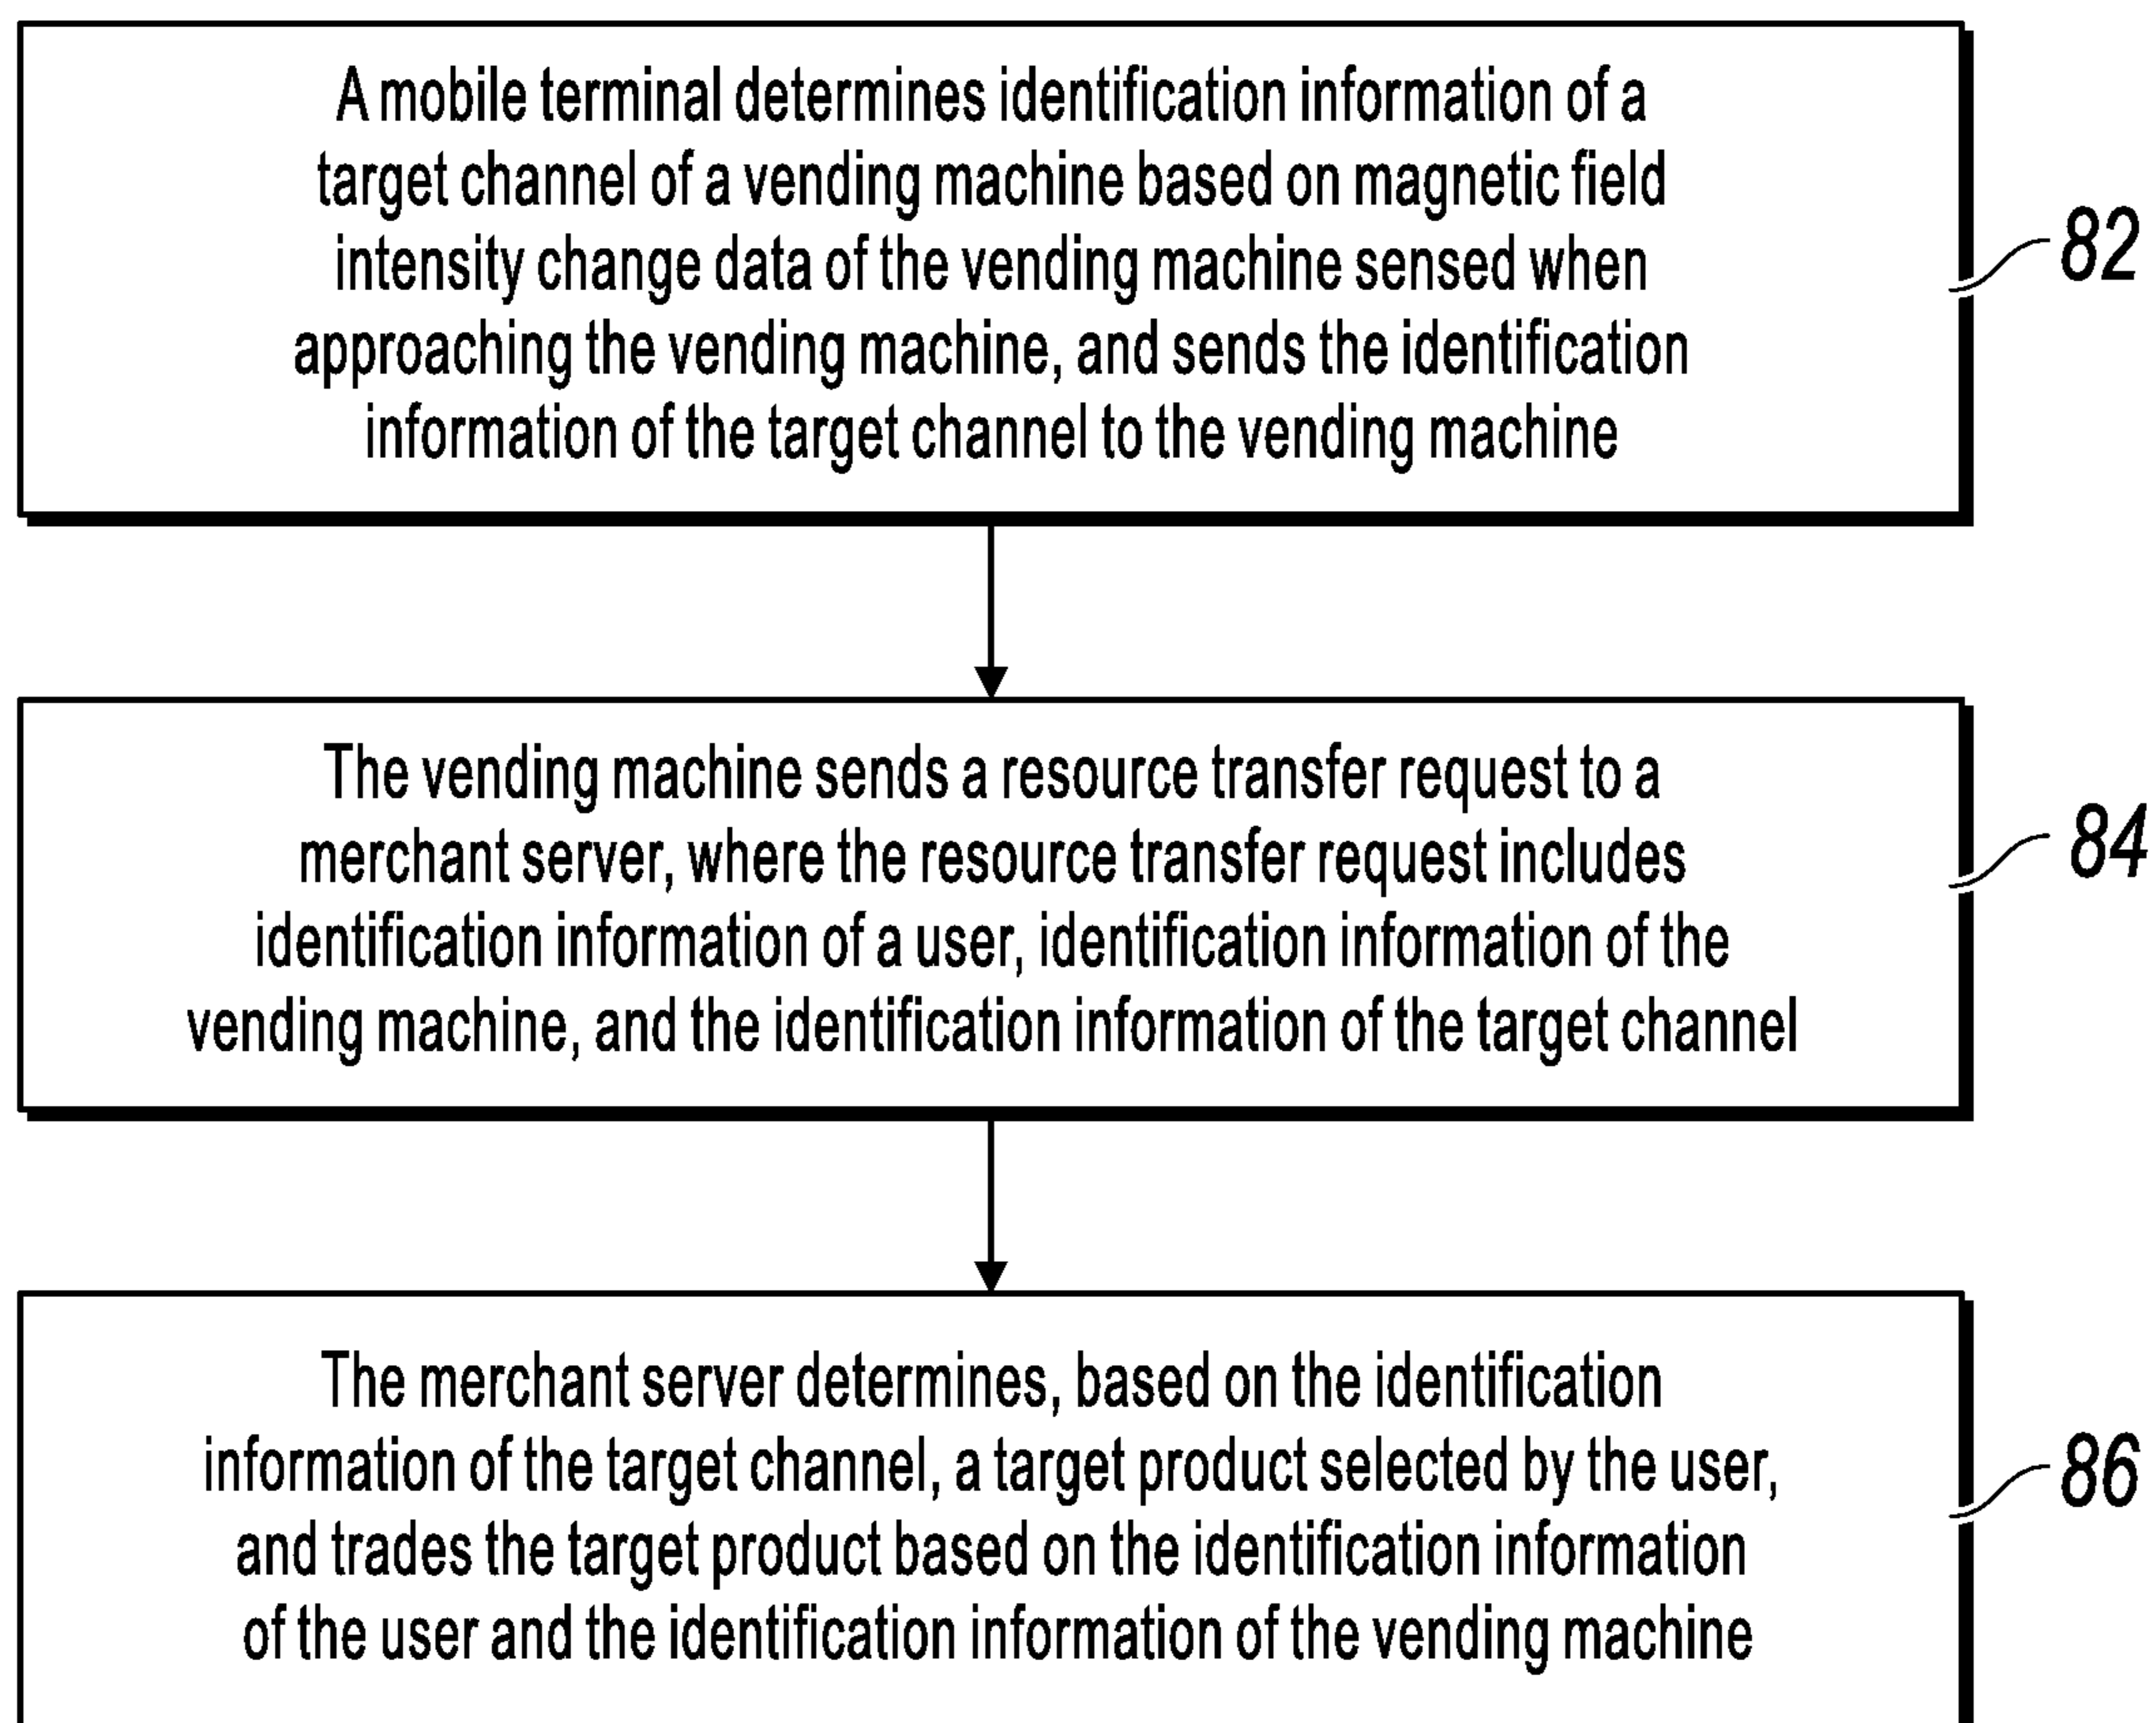 A mobile terminal determines identification information of a
target channel of a vending machine based on magnetic field
intensity change data of the vending machine sensed when
approaching the vending machine, and sends the identification
information of the target channel to the vending machine
82
The vending machine sends a resource transfer request to a
merchant server, where the resource transfer request includes
identification information of a user, identification information of the
vending machine, and the identification information of the target channel
84
The merchant server determines, based on the identification
information of the target channel, a target product selected by the user,
and trades the target product based on the identification information
of the user and the identification information of the vending machine
86